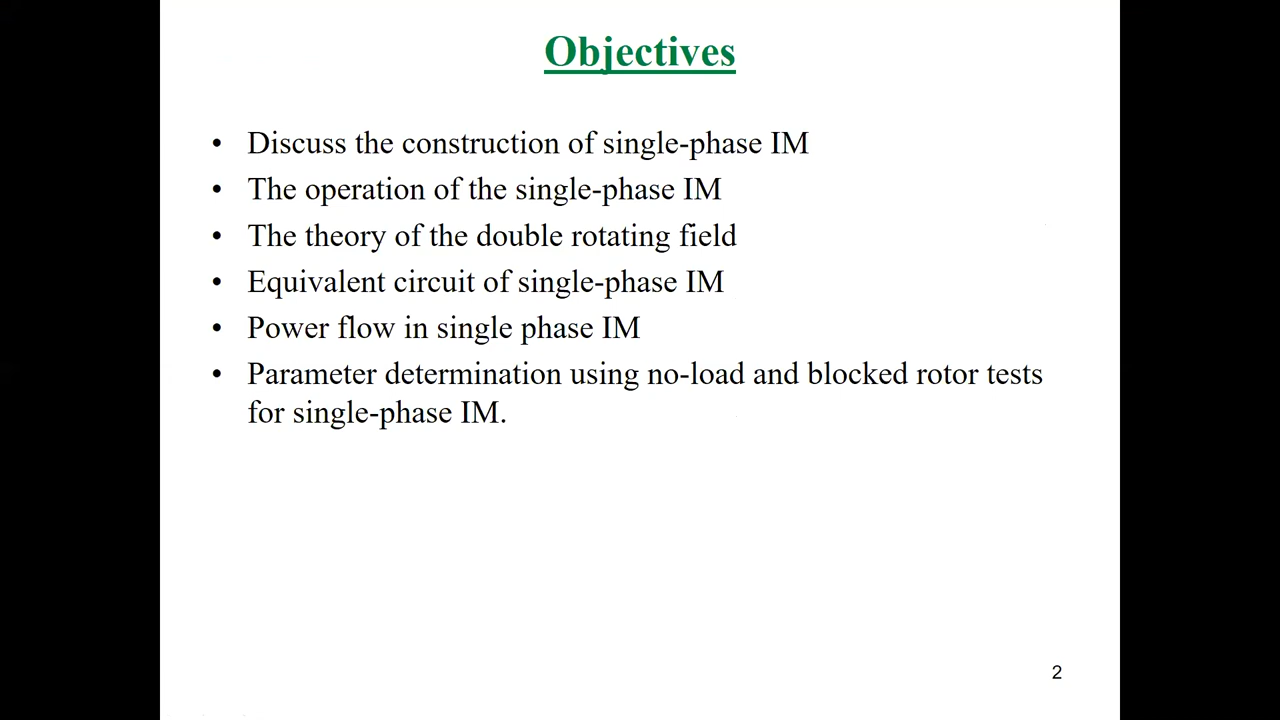 Objectives
• Discuss the construction of single-phase IM
• The operation of the single-phase IM
• The theory of the double rotating field
• Equivalent circuit of single-phase IM
• Power flow in single phase IM
• Parameter determination using no-load and blocked rotor tests
for single-phase IM.
2